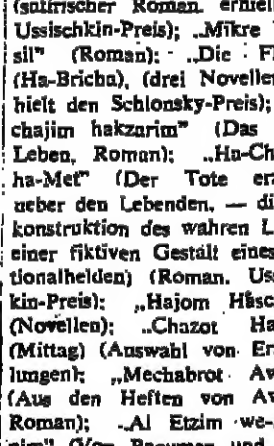 (satirischer Roman, erhielt
Ussischkin-Preis); „Mikre
sil" (Roman); „Die F
(Ha-Bricha), (drei Novellen
hielt den Schlonsky-Preis);
chajim hakzarim" (Das
Leben, Roman); „Ha-Ch
ha-Met" (Der Tote er
ueber den Lebenden, — di
konstruktion des wahren L
einer fiktiven Gestalt eines
tionalhelden) (Roman. Us
kin-Preis); „Hajom Hasc
(Novellen); „Chazot Ha
(Mittag) (Auswahl von Er
lungen); „Mechabrot Av
(Aus den Heften von Av
Roman); „Al Etzim we-